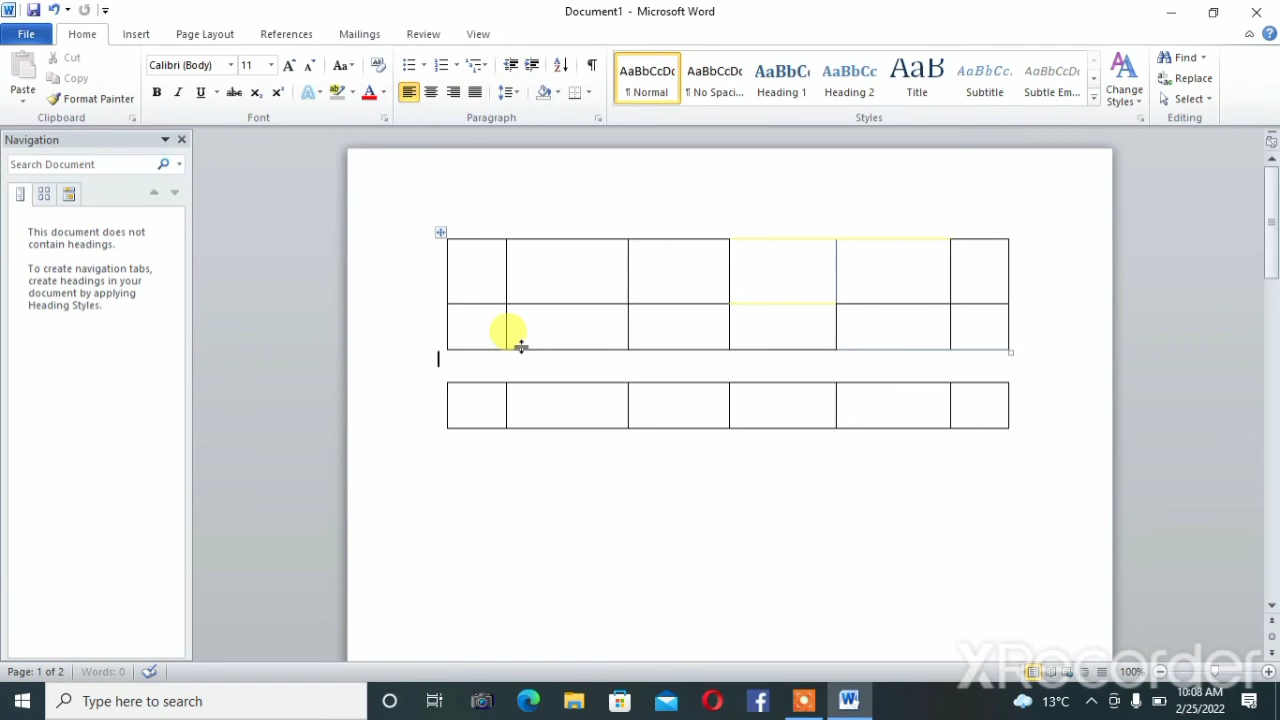 Document1 - Microsoft Word
File Home Insert Page Layout References Mailings Review View
Paste
Cut
Copy
Format Painter
Clipboard
Calibri (Body) 11
Font
Paragraph
AaBbCcDc AaBbCcDc AaBbC AaBbCc AaB AaBbCc. AaBbCcDc
¶ Normal ¶ No Spaci... Heading 1 Heading 2 Title Subtitle Subtle Em...
Styles
Change
Styles
Find
Replace
Select
Editing
Navigation
Search Document
This document does not
contain headings.
To create navigation tabs,
create headings in your
document by applying
Heading Styles.
XRecorder
Page: 1 of 2 Words: 0 100%
Type here to search
13°C
10:08 AM
2/25/2022